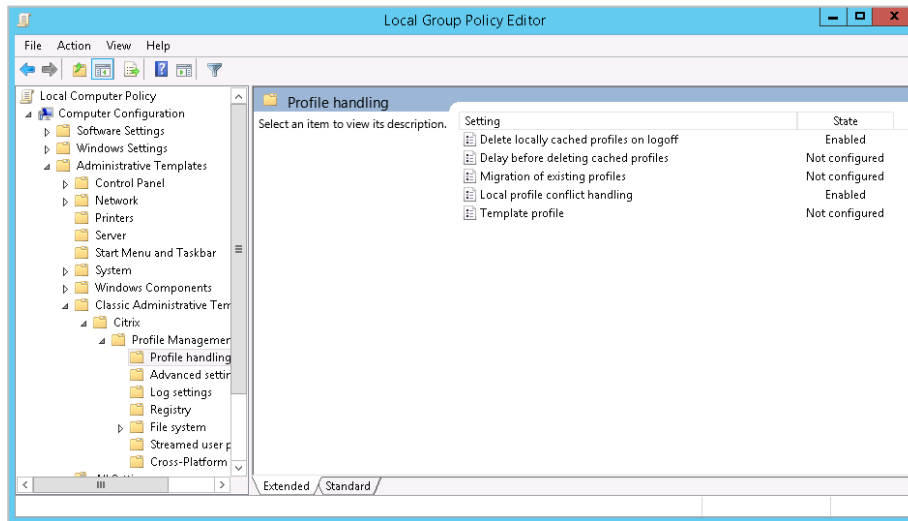 Local Group Policy Editor
File Action View Help
Local Computer Policy
Computer Configuration
Software Settings
Windows Settings
Administrative Templates
Control Panel
Network
Printers
Server
Start Menu and Taskbar
System
Windows Components
Classic Administrative Tem
Citrix
Profile Managemer
Profile handling
Advanced settin
Log settings
Registry
File system
Streamed user p
Cross-Platform
Profile handling
Select an item to view its description.
Setting State
Delete locally cached profiles on logoff Enabled
Delay before deleting cached profiles Not configured
Migration of existing profiles Not configured
Local profile conflict handling Enabled
Template profile Not configured
Extended Standard